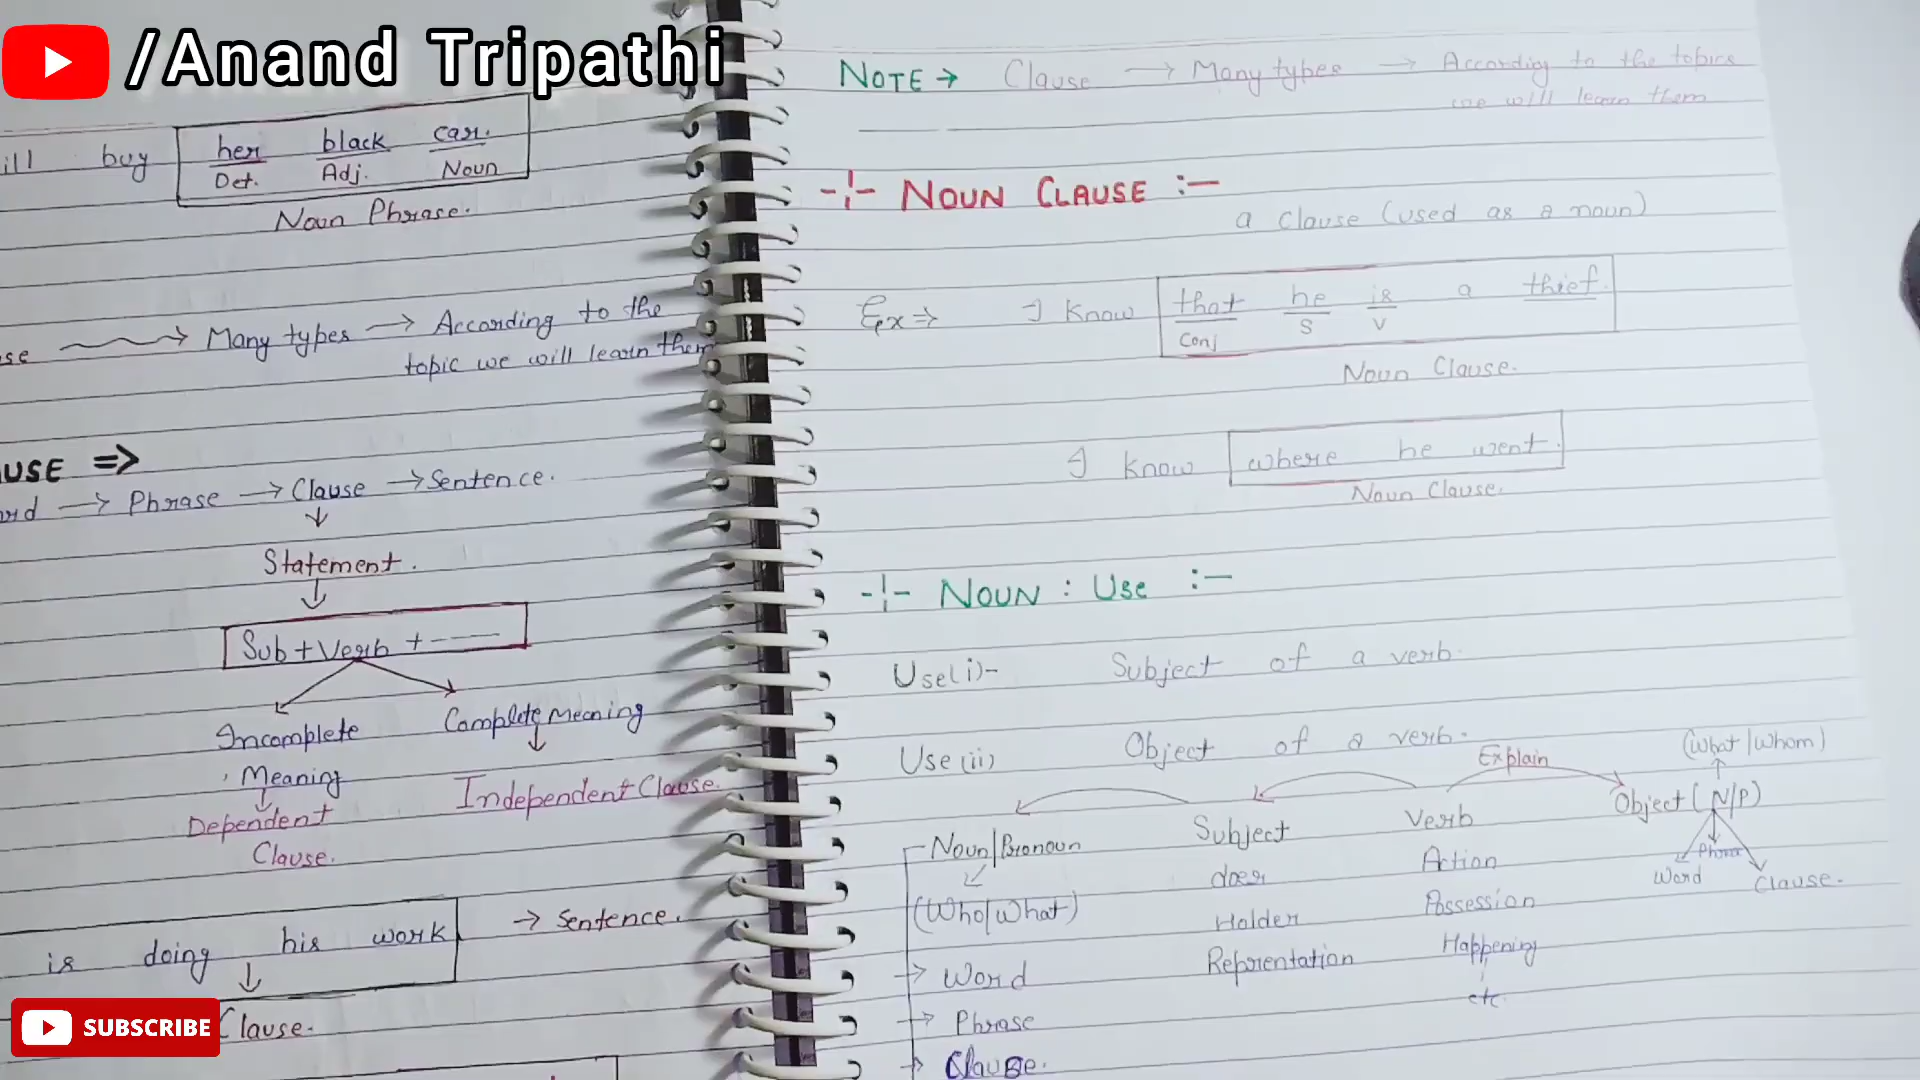 /Anand Tripathi
ill buy her black car.
Det. Adj. Noun
Noun Phrase.
se → Many types → According to the
topic we will learn them
USE =>
ord → Phrase → Clause → Sentence.
↓
Statement.
↓
Sub + Verb + ----
Incomplete Complete Meaning
Meaning ↓
↓ Independent Clause.
Dependent
Clause.
is doing his work → Sentence.
↓
Clause.
SUBSCRIBE
NOTE → Clause → Many types → According to the topics
we will learn them
-:- NOUN CLAUSE :-
a clause (used as a noun)
Ex => I know that he is a thief.
Conj S V
Noun Clause.
I know where he went.
Noun Clause.
-:- NOUN : Use :-
Use(i)- Subject of a verb.
Use (ii) Object of a verb.
Explain (What/Whom)
Noun/Pronoun Subject Verb Object (N/P)
(Who/What) doer Action Word Phrase Clause.
Holder Possession
→ Word Reprentation Happening
etc.
→ Phrase
→ Clause.